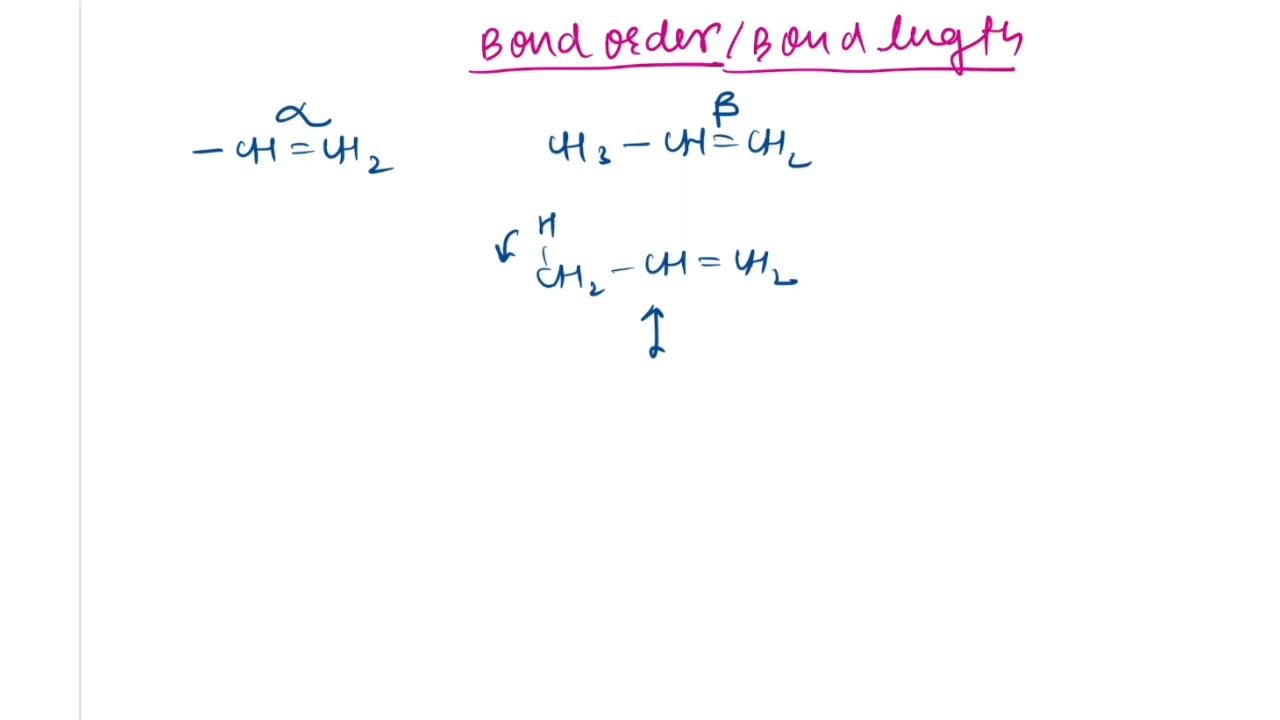 Bond order/Bond length
α
β
– CH = CH₂
CH₃ – CH = CH₂
H
CH₂ – CH = CH₂